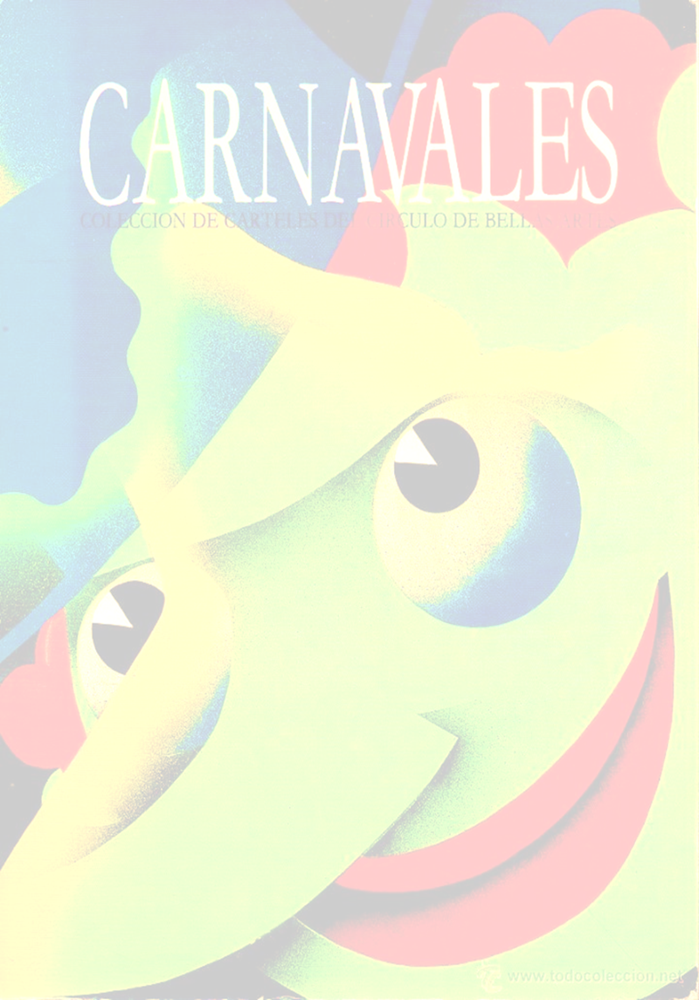 CARNAVALES
COLECCION DE CARTELES DEL CIRCULO DE BELLAS ARTES
www.todocoleccion.net